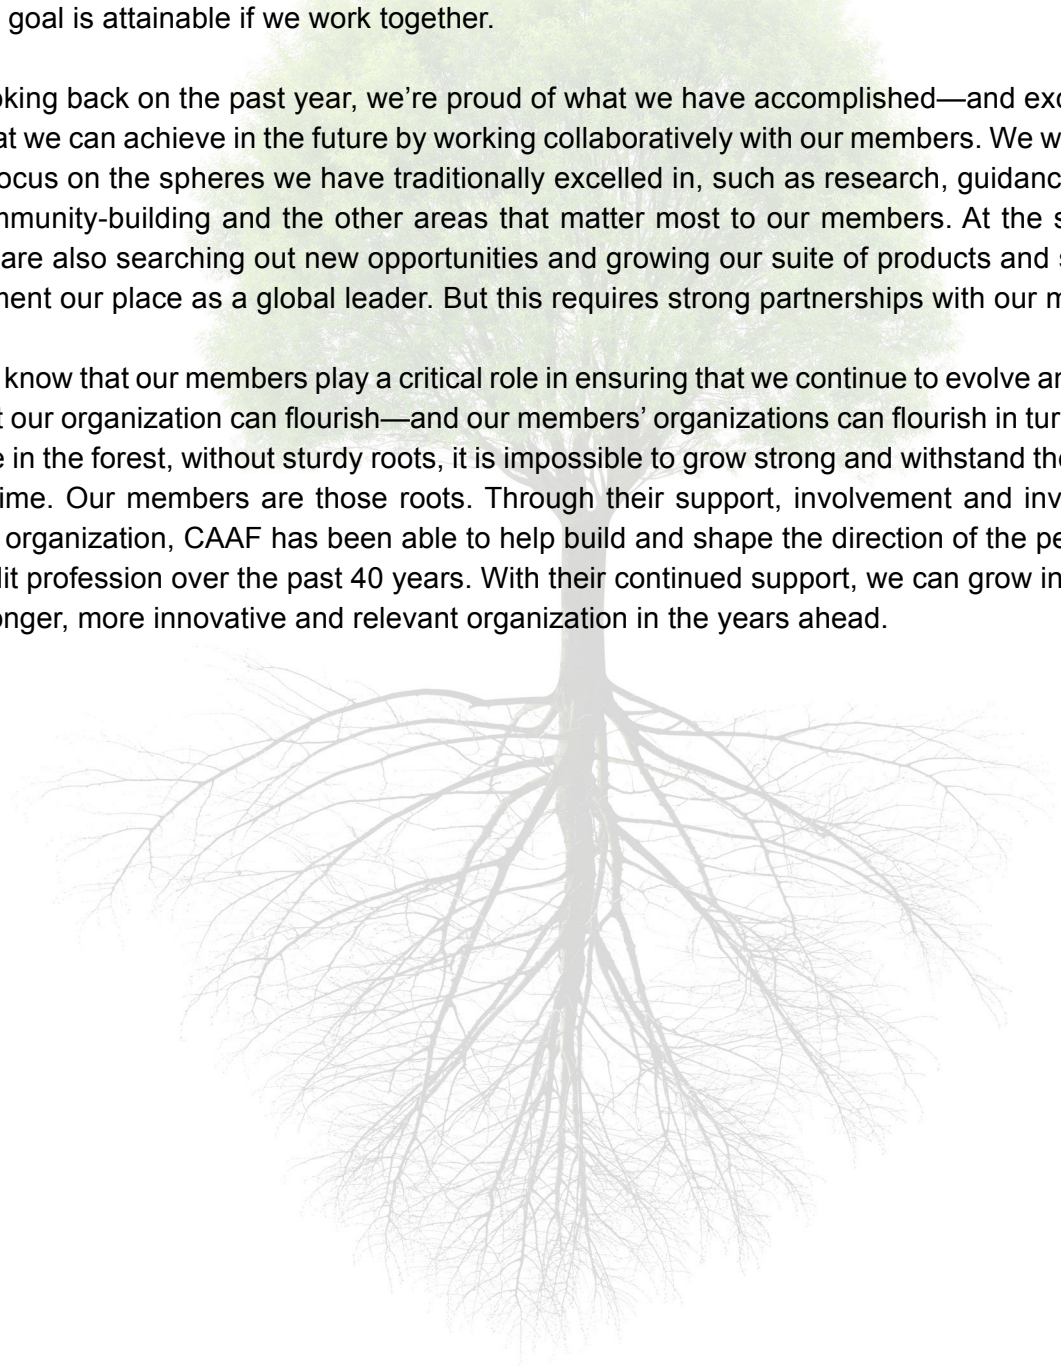 goal is attainable if we work together.
oking back on the past year, we’re proud of what we have accomplished—and exc
at we can achieve in the future by working collaboratively with our members. We w
ocus on the spheres we have traditionally excelled in, such as research, guidanc
mmunity-building and the other areas that matter most to our members. At the s
are also searching out new opportunities and growing our suite of products and s
ment our place as a global leader. But this requires strong partnerships with our m
know that our members play a critical role in ensuring that we continue to evolve an
t our organization can flourish—and our members’ organizations can flourish in tur
e in the forest, without sturdy roots, it is impossible to grow strong and withstand the
ime. Our members are those roots. Through their support, involvement and inv
organization, CAAF has been able to help build and shape the direction of the pe
dit profession over the past 40 years. With their continued support, we can grow in
onger, more innovative and relevant organization in the years ahead.